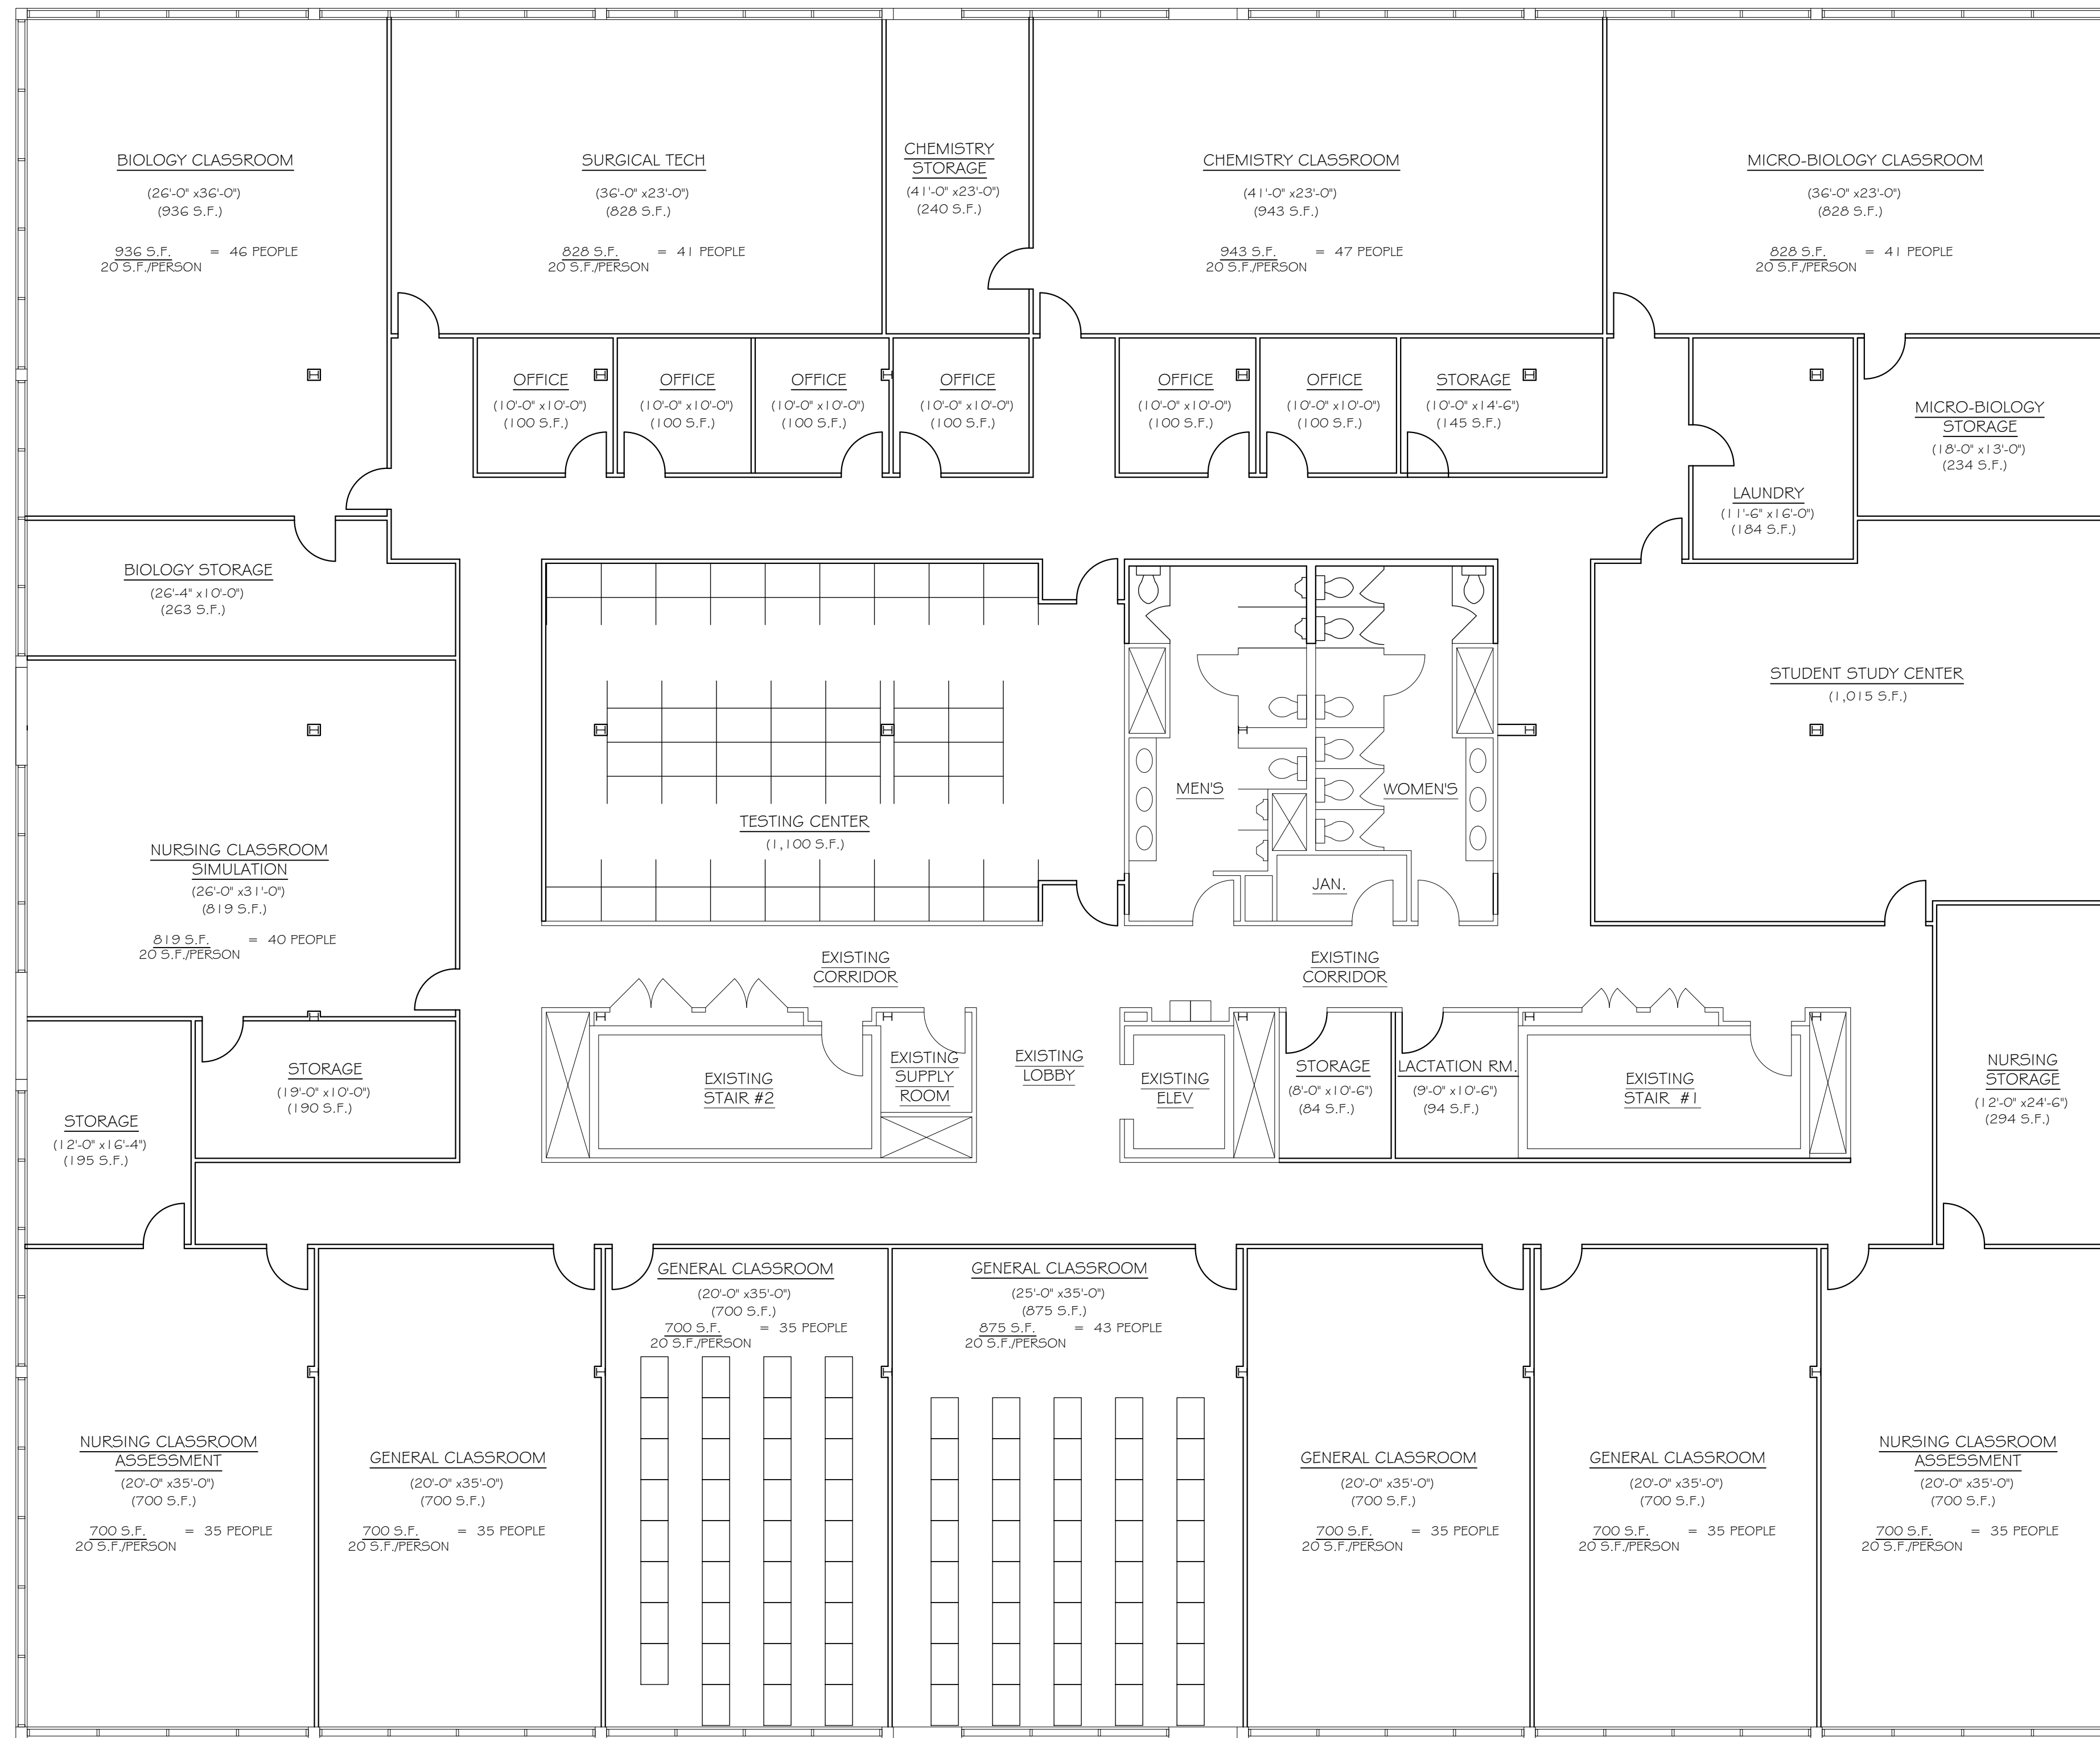 BIOLOGY CLASSROOM
(26'-0" x36'-0")
(936 S.F.)
936 S.F. = 46 PEOPLE
20 S.F./PERSON
SURGICAL TECH
(36'-0" x23'-0")
(828 S.F.)
828 S.F. = 41 PEOPLE
20 S.F./PERSON
CHEMISTRY
STORAGE
(41'-0" x23'-0")
(240 S.F.)
CHEMISTRY CLASSROOM
(41'-0" x23'-0")
(943 S.F.)
943 S.F. = 47 PEOPLE
20 S.F./PERSON
MICRO-BIOLOGY CLASSROOM
(36'-0" x23'-0")
(828 S.F.)
828 S.F. = 41 PEOPLE
20 S.F./PERSON
OFFICE
(10'-0" x10'-0")
(100 S.F.)
OFFICE
(10'-0" x10'-0")
(100 S.F.)
OFFICE
(10'-0" x10'-0")
(100 S.F.)
OFFICE
(10'-0" x10'-0")
(100 S.F.)
OFFICE
(10'-0" x10'-0")
(100 S.F.)
OFFICE
(10'-0" x10'-0")
(100 S.F.)
STORAGE
(10'-0" x14'-6")
(145 S.F.)
MICRO-BIOLOGY
STORAGE
(18'-0" x13'-0")
(234 S.F.)
LAUNDRY
(11'-6" x16'-0")
(184 S.F.)
BIOLOGY STORAGE
(26'-4" x10'-0")
(263 S.F.)
STUDENT STUDY CENTER
(1,015 S.F.)
NURSING CLASSROOM
SIMULATION
(26'-0" x31'-0")
(819 S.F.)
819 S.F. = 40 PEOPLE
20 S.F./PERSON
TESTING CENTER
(1,100 S.F.)
MEN'S
WOMEN'S
JAN.
EXISTING
CORRIDOR
EXISTING
CORRIDOR
STORAGE
(12'-0" x16'-4")
(195 S.F.)
STORAGE
(19'-0" x10'-0")
(190 S.F.)
EXISTING
STAIR #2
EXISTING
SUPPLY
ROOM
EXISTING
LOBBY
EXISTING
ELEV
STORAGE
(8'-0" x10'-6")
(84 S.F.)
LACTATION RM.
(9'-0" x10'-6")
(94 S.F.)
EXISTING
STAIR #1
NURSING
STORAGE
(12'-0" x24'-6")
(294 S.F.)
NURSING CLASSROOM
ASSESSMENT
(20'-0" x35'-0")
(700 S.F.)
700 S.F. = 35 PEOPLE
20 S.F./PERSON
GENERAL CLASSROOM
(20'-0" x35'-0")
(700 S.F.)
700 S.F. = 35 PEOPLE
20 S.F./PERSON
GENERAL CLASSROOM
(20'-0" x35'-0")
(700 S.F.)
700 S.F. = 35 PEOPLE
20 S.F./PERSON
GENERAL CLASSROOM
(25'-0" x35'-0")
(875 S.F.)
875 S.F. = 43 PEOPLE
20 S.F./PERSON
GENERAL CLASSROOM
(20'-0" x35'-0")
(700 S.F.)
700 S.F. = 35 PEOPLE
20 S.F./PERSON
GENERAL CLASSROOM
(20'-0" x35'-0")
(700 S.F.)
700 S.F. = 35 PEOPLE
20 S.F./PERSON
NURSING CLASSROOM
ASSESSMENT
(20'-0" x35'-0")
(700 S.F.)
700 S.F. = 35 PEOPLE
20 S.F./PERSON